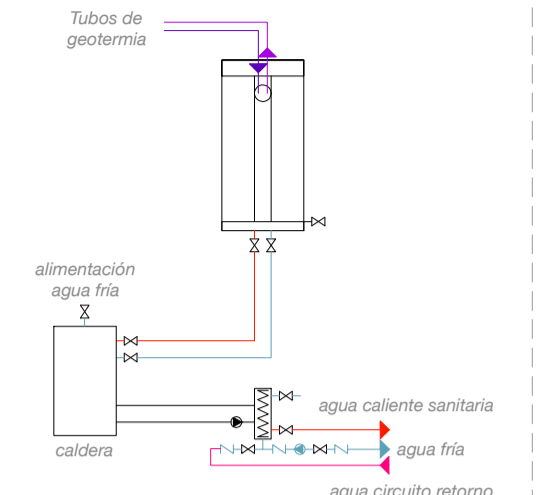 Tubos de
geotermia
alimentación
agua fría
agua caliente sanitaria
caldera
agua fría
agua circuito retorno